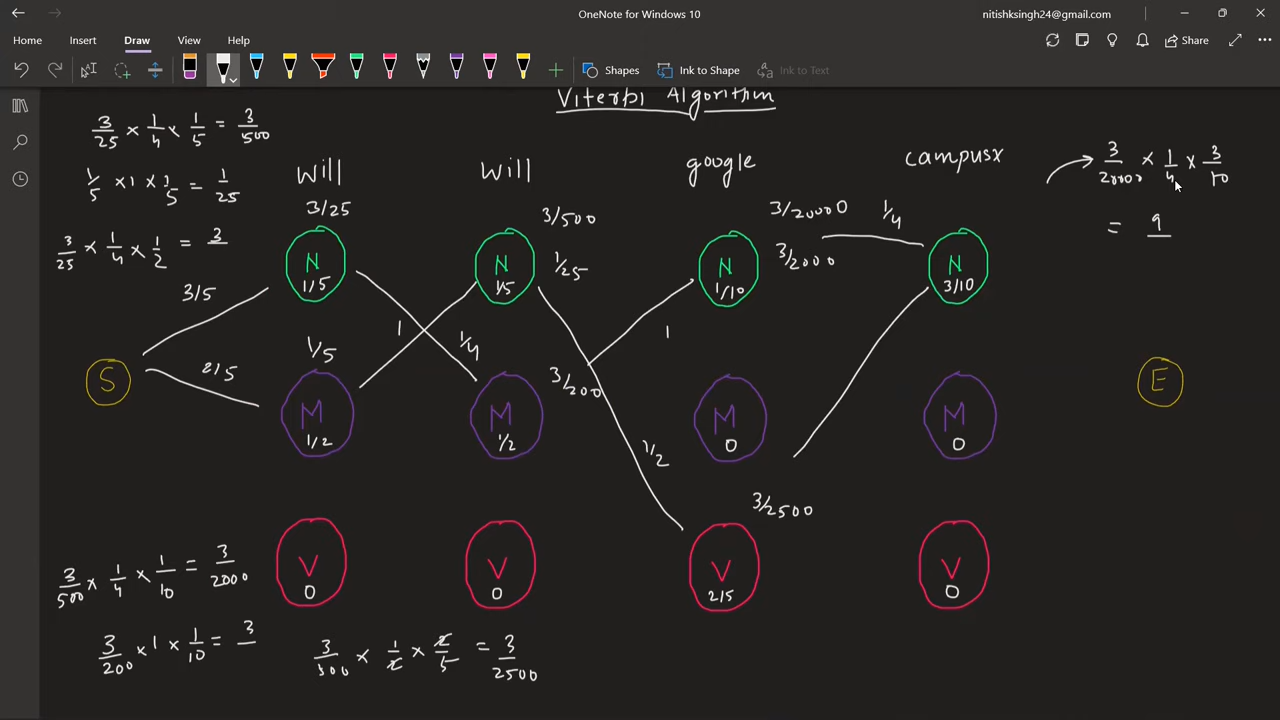 OneNote for Windows 10
nitishksingh24@gmail.com
Home Insert Draw View Help
Share
Shapes Ink to Shape Ink to Text
Viterbi Algorithm
3/25 × 1/4 × 1/5 = 3/500
1/5 × 1 × 1/5 = 1/25
3/25 × 1/4 × 1/2 = 3
will will google campusx
3/20000 × 1/4 × 3/10
= 9
3/25 3/500 3/20000 1/4
1/25 3/2000
N N N N
1/5 1/5 1/10 3/10
3/5
1 1/4 1
1/5 3/200
2/5
S E
M M M M
1/2 1/2 0 0
1/2
3/2500
V V V V
0 0 2/5 0
3/500 × 1/4 × 1/10 = 3/2000
3/200 × 1 × 1/10 = 3
3/500 × 1/2 × 2/5 = 3/2500